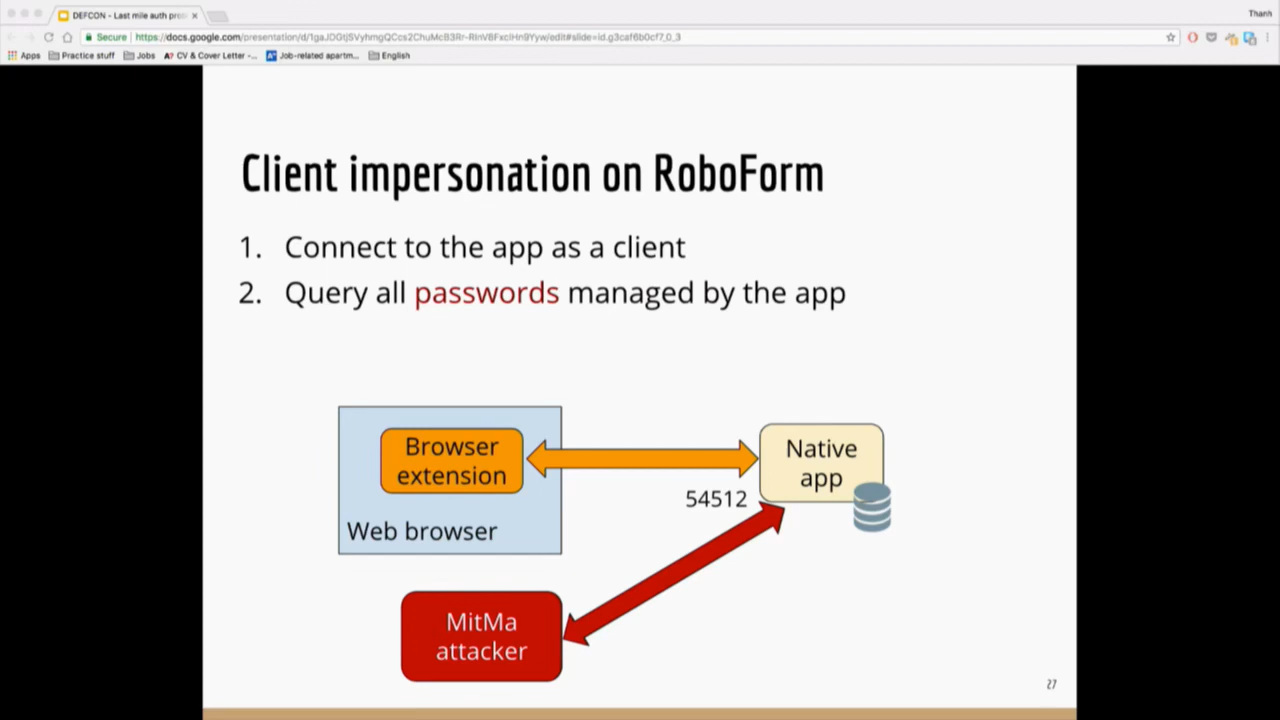 DEFCON - Last mile auth pro
Thanh
Secure
Apps
Practice stuff
Jobs
CV & Cover Letter -...
Job-related apartm...
English
Client impersonation on RoboForm
1. Connect to the app as a client
2. Query all passwords managed by the app
Browser
extension
Web browser
Native
app
54512
MitMa
attacker
27